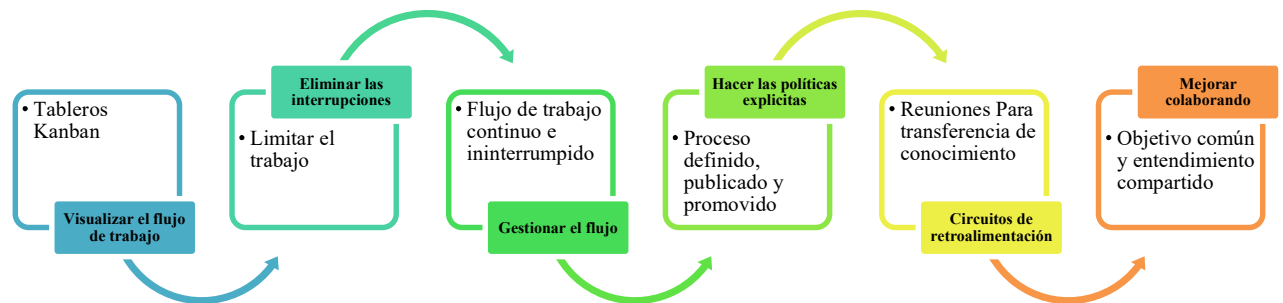 • Tableros
Kanban
Visualizar el flujo
de trabajo
Eliminar las
interrupciones
• Limitar el
trabajo
• Flujo de trabajo
continuo e
ininterrumpido
Gestionar el flujo
Hacer las políticas
explicitas
• Proceso
definido,
publicado y
promovido
• Reuniones Para
transferencia de
conocimiento
Circuitos de
retroalimentación
Mejorar
colaborando
• Objetivo común
y entendimiento
compartido